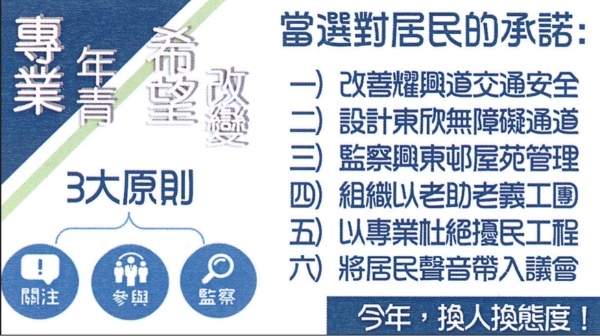 專業
年青
希望
改變
3大原則
關注
參與
監察
當選對居民的承諾:
一) 改善耀興道交通安全
二) 設計東欣無障礙通道
三) 監察興東邨屋苑管理
四) 組織以老助老義工團
五) 以專業杜絕擾民工程
六) 將居民聲音帶入議會
今年，換人換態度！